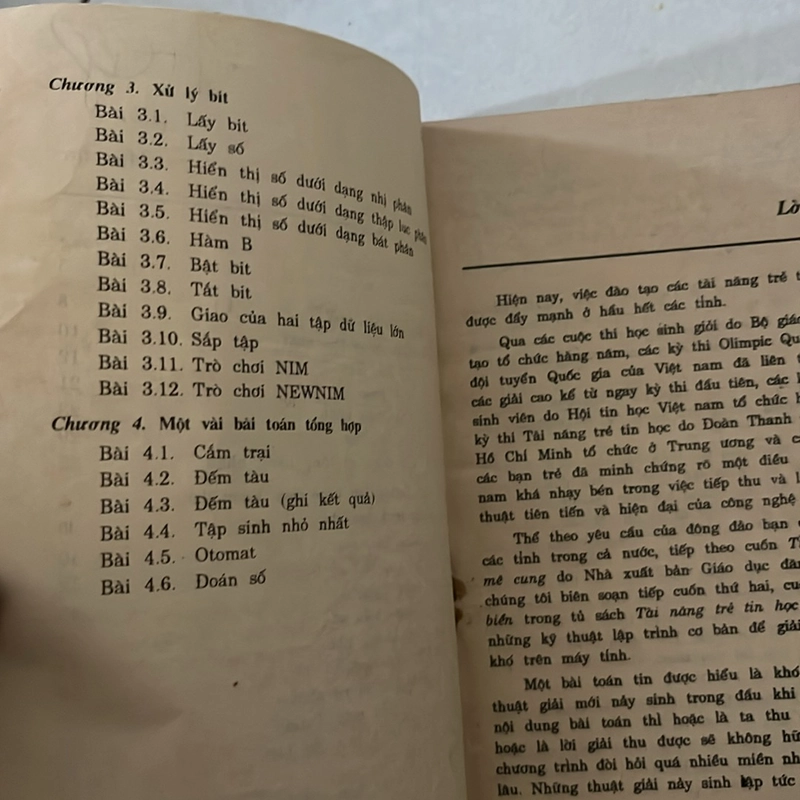 Chương 3. Xử lý bit
Bài 3.1. Lấy bit
Bài 3.2. Lấy số
Bài 3.3. Hiển thị số dưới dạng nhị phân
Bài 3.4. Hiển thị số dưới dạng thập lục phân
Bài 3.5. Hiển thị số dưới dạng bát phân
Bài 3.6. Hàm B
Bài 3.7. Bật bit
Bài 3.8. Tắt bit
Bài 3.9. Giao của hai tập dữ liệu lớn
Bài 3.10. Sắp tập
Bài 3.11. Trò chơi NIM
Bài 3.12. Trò chơi NEWNIM
Chương 4. Một vài bài toán tổng hợp
Bài 4.1. Cắm trại
Bài 4.2. Đếm tàu
Bài 4.3. Đếm tàu (ghi kết quả)
Bài 4.4. Tập sinh nhỏ nhất
Bài 4.5. Otomat
Bài 4.6. Đoán số
Lờ
Hiện nay, việc đào tạo các tài năng trẻ t
được đẩy mạnh ở hầu hết các tỉnh.
Qua các cuộc thi học sinh giỏi do Bộ giáo
tạo tổ chức hàng năm, các kỳ thi Olimpic Qu
đội tuyển Quốc gia của Việt nam đã liên t
các giải cao kể từ ngay kỳ thi đầu tiên, các k
sinh viên do Hội tin học Việt nam tổ chức h
kỳ thi Tài năng trẻ tin học do Đoàn Thanh
Hồ Chí Minh tổ chức ở Trung ương và c
các bạn trẻ đã minh chứng rõ một điều
nam khá nhạy bén trong việc tiếp thu và l
thuật tiên tiến và hiện đại của công nghệ
Thể theo yêu cầu của đông đảo bạn
các tỉnh trong cả nước, tiếp theo cuốn T
mê cung do Nhà xuất bản Giáo dục
chúng tôi biên soạn tiếp cuốn thứ hai, cu
biển trong tủ sách Tài năng trẻ tin học
những kỹ thuật lập trình cơ bản để giải
khó trên máy tính.
Một bài toán tin được hiểu là khó
thuật giải mới nảy sinh trong đầu khi
nội dung bài toán thì hoặc là ta thu
hoặc là lời giải thu được sẽ không hữ
chương trình đòi hỏi quá nhiều miền nh
lâu. Những thuật giải nảy sinh lập tức